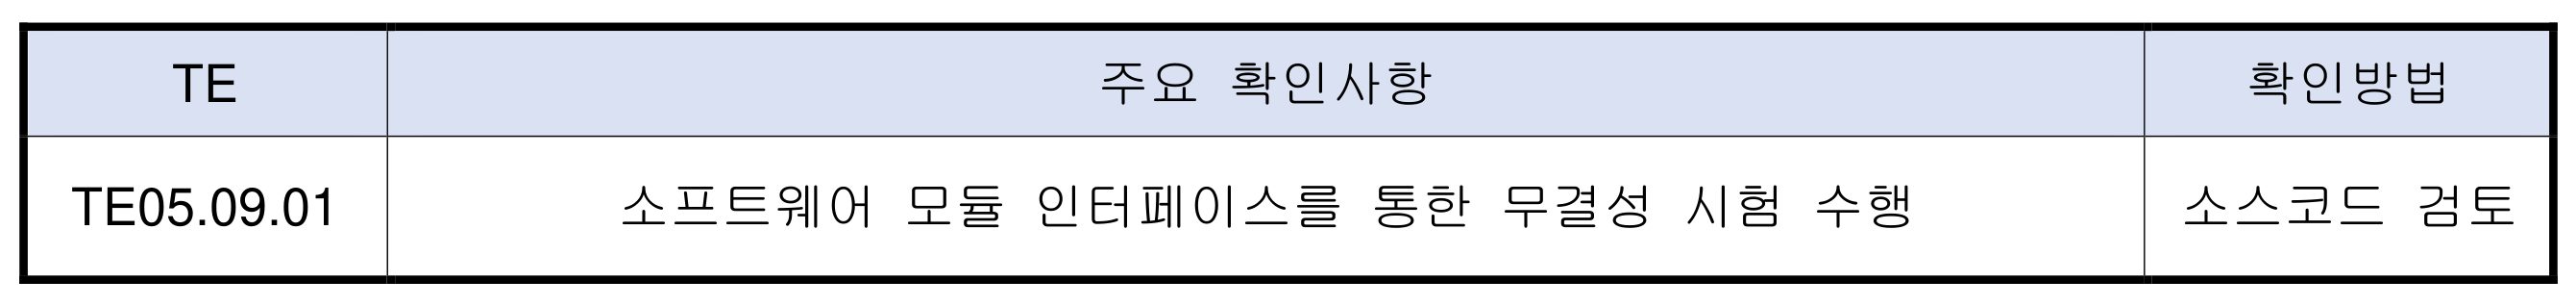 TE 주요 확인사항 확인방법
TE05.09.01 소프트웨어 모듈 인터페이스를 통한 무결성 시험 수행 소스코드 검토